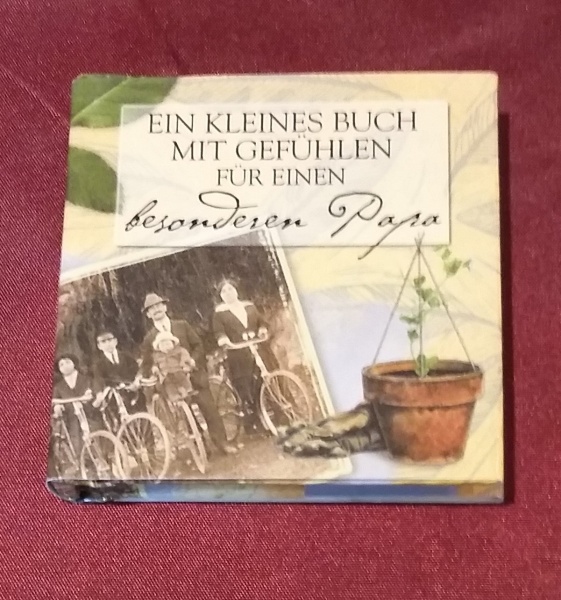 EIN KLEINES BUCH
MIT GEFÜHLEN
FÜR EINEN
besonderen Papa